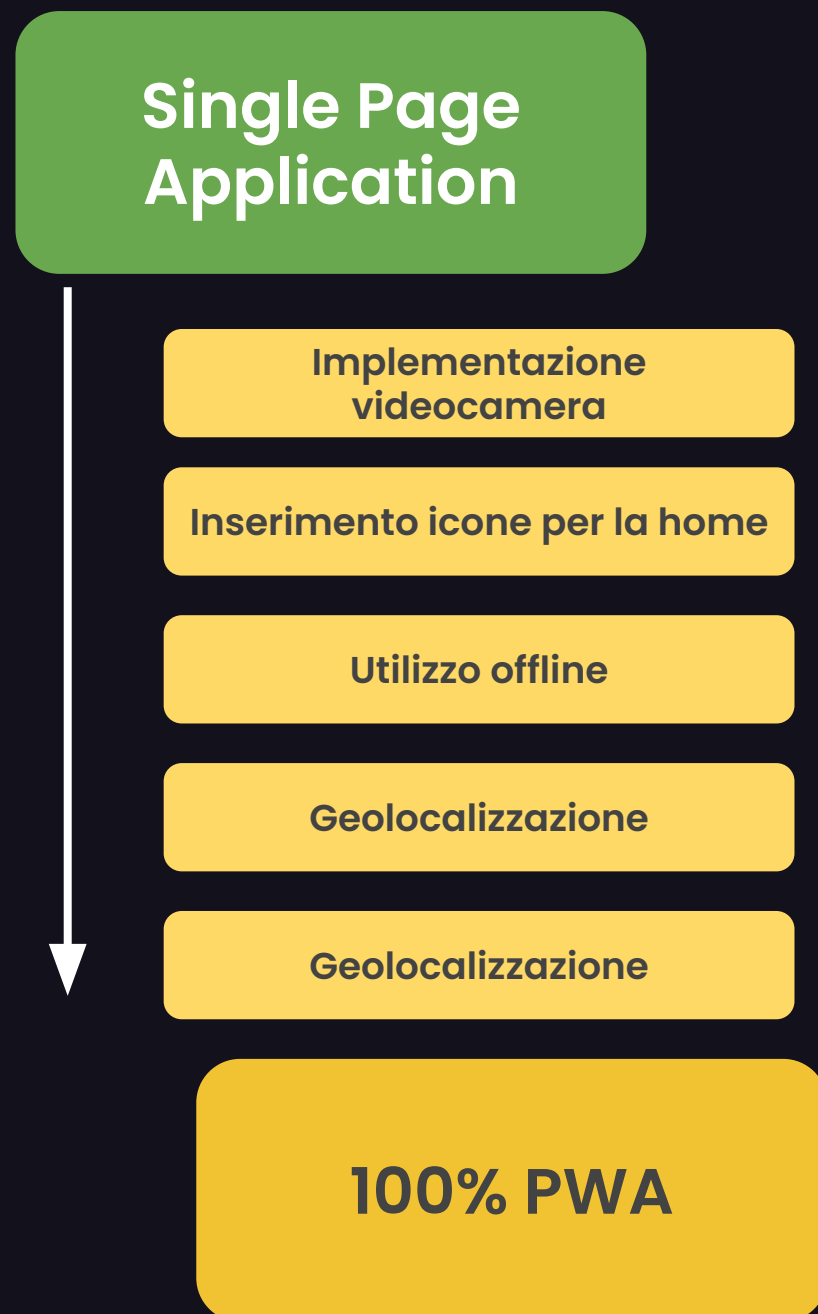 Single Page
Application
Implementazione
videocamera
Inserimento icone per la home
Utilizzo offline
Geolocalizzazione
Geolocalizzazione
100% PWA